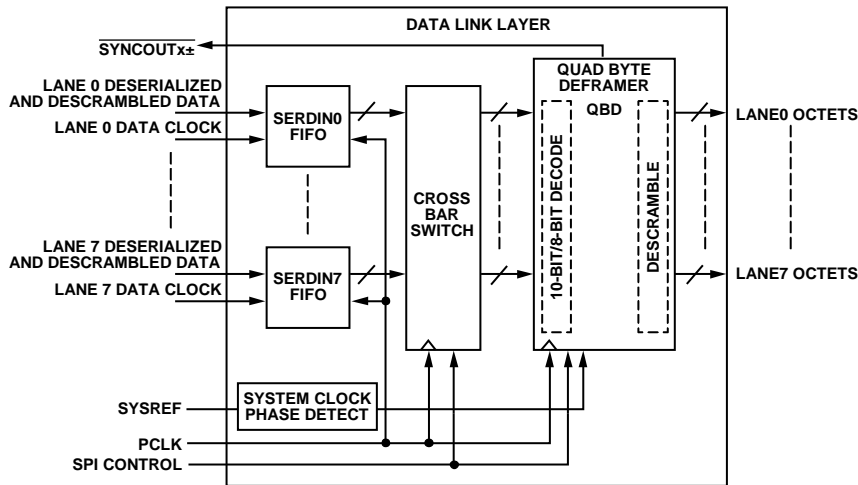 DATA LINK LAYER
SYNCOUTx±
QUAD BYTE
DEFRAMER
QBD
LANE 0 DESERIALIZED
AND DESCRAMBLED DATA
LANE 0 DATA CLOCK
SERDIN0
FIFO
LANE0 OCTETS
CROSS
BAR
SWITCH
10-BIT/8-BIT DECODE
DESCRAMBLE
LANE 7 DESERIALIZED
AND DESCRAMBLED DATA
LANE 7 DATA CLOCK
SERDIN7
FIFO
LANE7 OCTETS
SYSREF
SYSTEM CLOCK
PHASE DETECT
PCLK
SPI CONTROL